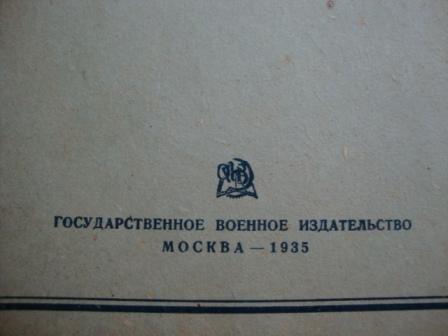 ГОСУДАРСТВЕННОЕ ВОЕННОЕ ИЗДАТЕЛЬСТВО
МОСКВА — 1935